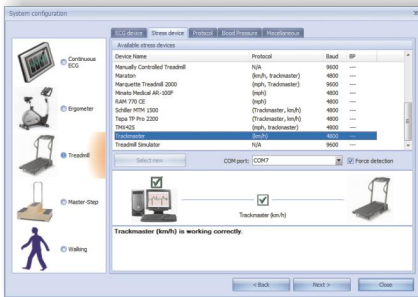 System configuration
ECG device Stress device Protocol Blood Pressure Miscellaneous
Available stress devices
Device Name Protocol Baud BP
Manually Controlled Treadmill N/A 9600 ---
Maraton (km/h, trackmaster) 4800 ---
Marquette Treadmill 2000 (mph, Trackmaster) 9600 ---
Minato Medical AR-100F (mph) 4800 ---
RAM 770 CE (mph) 4800 ---
Schiller MTM 1500 (Trackmaster, km/h) 4800 ---
Tepa TP Pro 2200 (Trackmaster, km/h) 4800 ---
TMX425 (mph, trackmaster) 4800 ---
Trackmaster (km/h) 4800 ---
Treadmill Simulator N/A 9600 ---
Continuous
ECG
Ergometer
Treadmill
Master-Step
Walking
Select new COM port: COM7 Force detection
Trackmaster (km/h)
Trackmaster (km/h) is working correctly.
< Back Next > Close